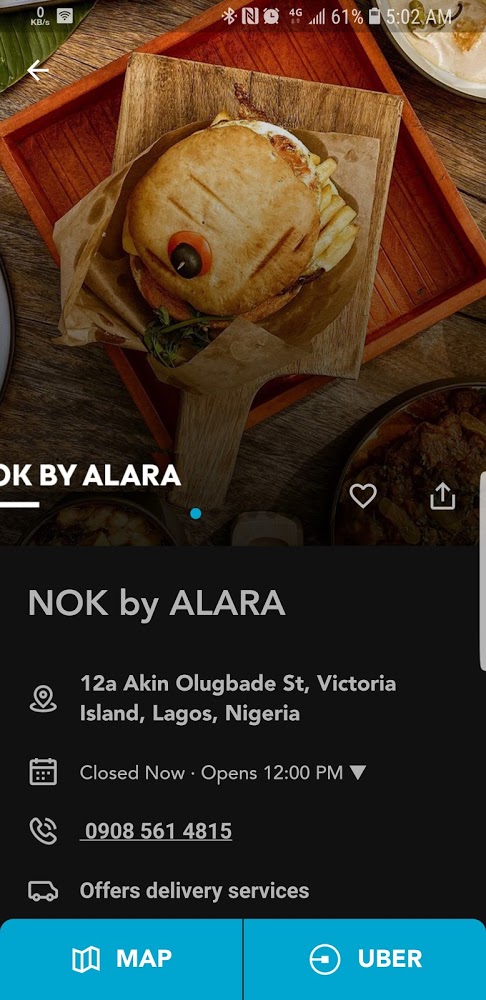 0
KB/s
4G 61% 5:02 AM
OK BY ALARA
NOK by ALARA
12a Akin Olugbade St, Victoria
Island, Lagos, Nigeria
Closed Now · Opens 12:00 PM ▼
0908 561 4815
Offers delivery services
MAP UBER